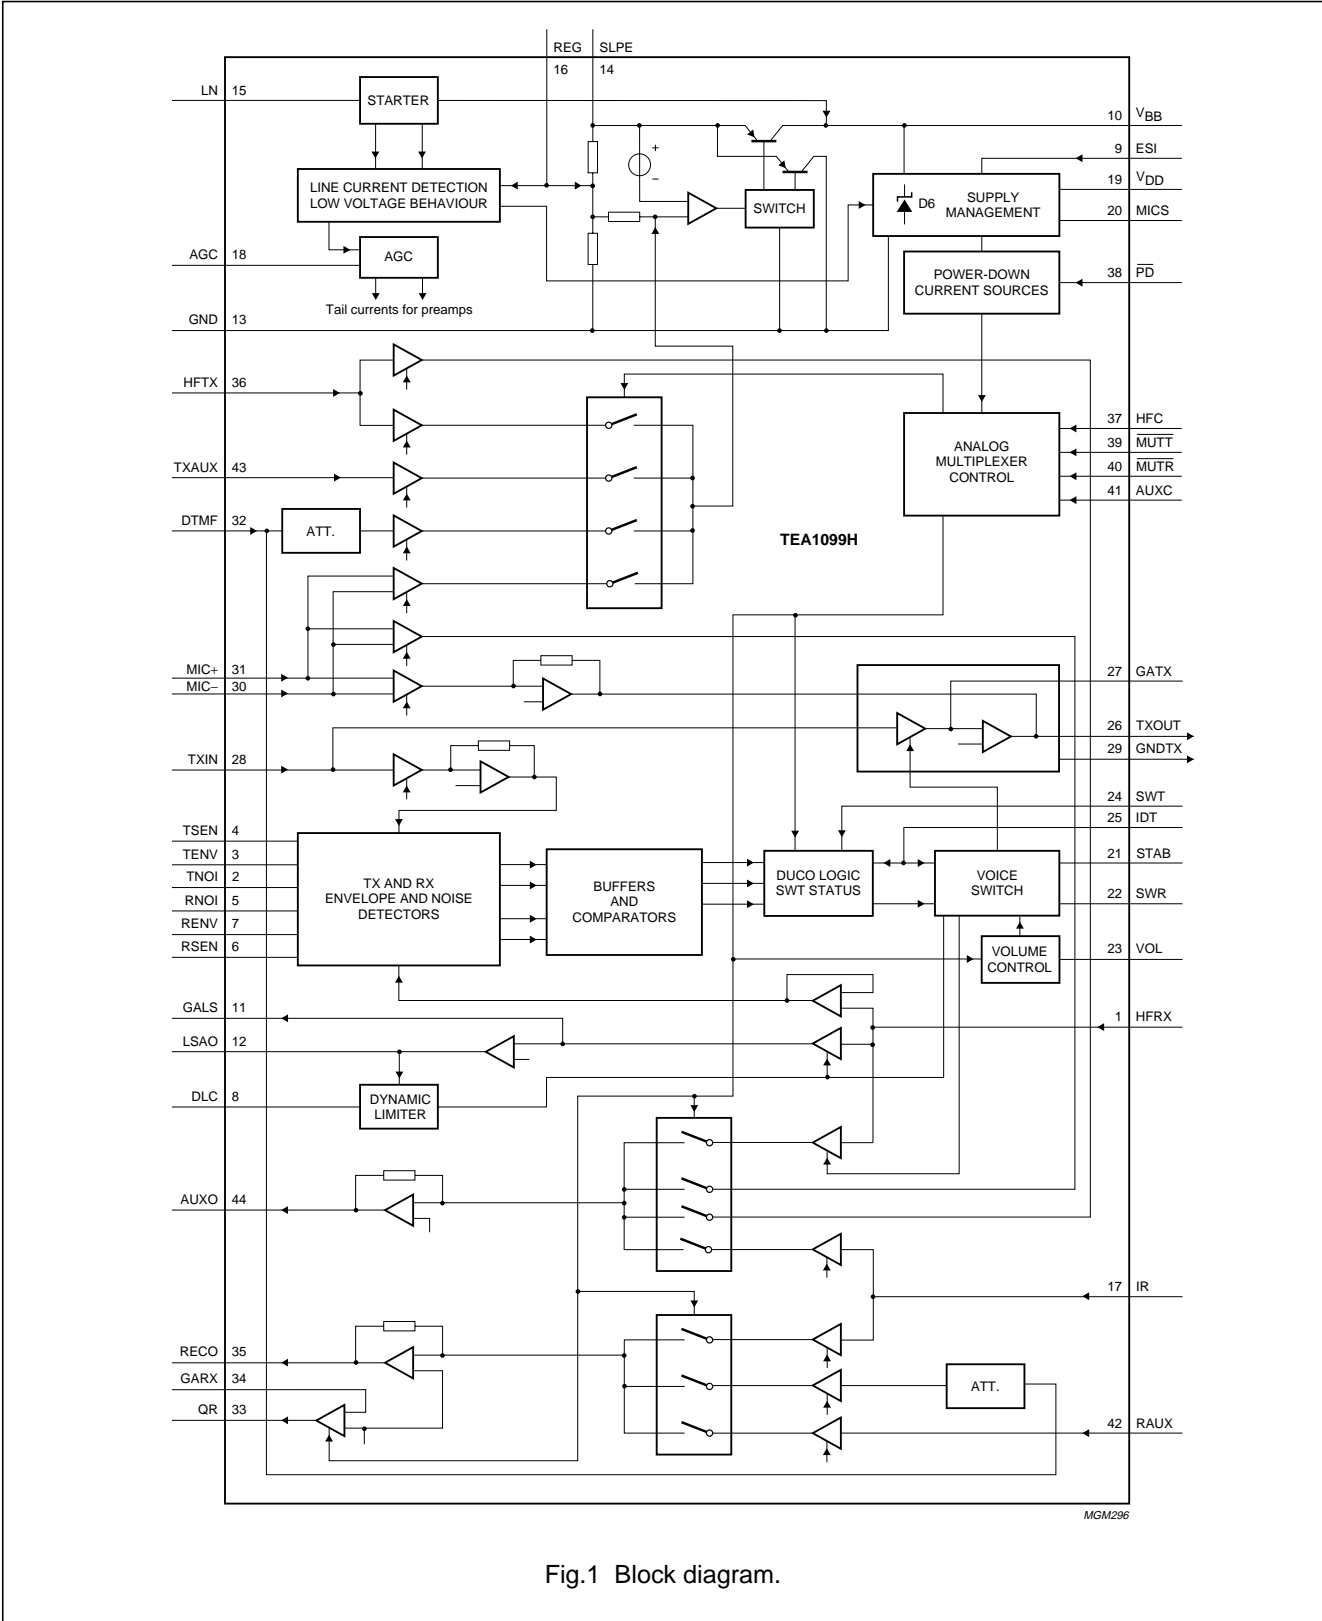 REG SLPE
16 14
LN 15
STARTER
10 VBB
9 ESI
LINE CURRENT DETECTION
LOW VOLTAGE BEHAVIOUR
+
−
SWITCH
D6
SUPPLY
MANAGEMENT
19 VDD
20 MICS
AGC 18
AGC
POWER-DOWN
CURRENT SOURCES
38 PD
Tail currents for preamps
GND 13
HFTX 36
ANALOG
MULTIPLEXER
CONTROL
37 HFC
39 MUTT
40 MUTR
41 AUXC
TXAUX 43
DTMF 32
ATT.
TEA1099H
MIC+ 31
MIC− 30
27 GATX
26 TXOUT
29 GNDTX
TXIN 28
24 SWT
25 IDT
TSEN 4
TENV 3
TNOI 2
RNOI 5
RENV 7
RSEN 6
TX AND RX
ENVELOPE AND NOISE
DETECTORS
BUFFERS
AND
COMPARATORS
DUCO LOGIC
SWT STATUS
VOICE
SWITCH
21 STAB
22 SWR
VOLUME
CONTROL
23 VOL
GALS 11
1 HFRX
LSAO 12
DLC 8
DYNAMIC
LIMITER
AUXO 44
17 IR
RECO 35
GARX 34
QR 33
ATT.
42 RAUX
MGM296
Fig.1 Block diagram.